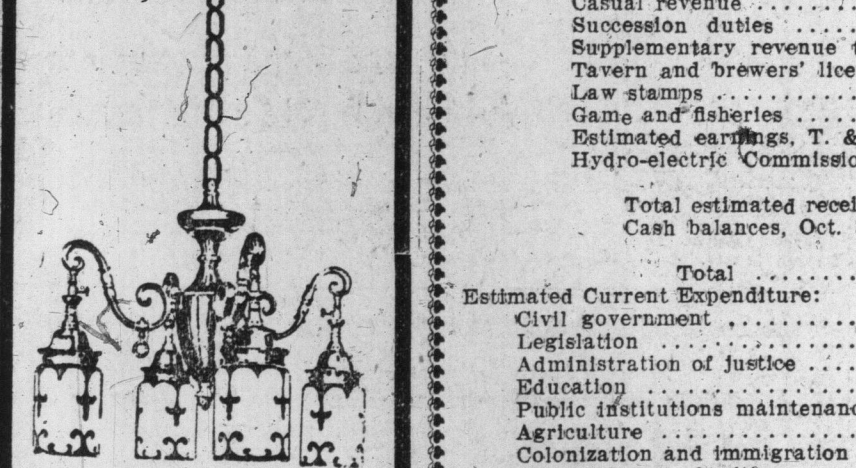 Casual revenue ........
Succession duties .....
Supplementary revenue
Tavern and brewers' lice
Law stamps ..........
Game and fisheries .....
Estimated earnings, T. &
Hydro-electric Commissio
Total estimated recei
Cash balances, Oct.
Total ........
Estimated Current Expenditure:
Civil government ..........
Legislation ..............
Administration of justice ....
Education ...............
Public institutions maintenanc
Agriculture ..............
Colonization and immigration